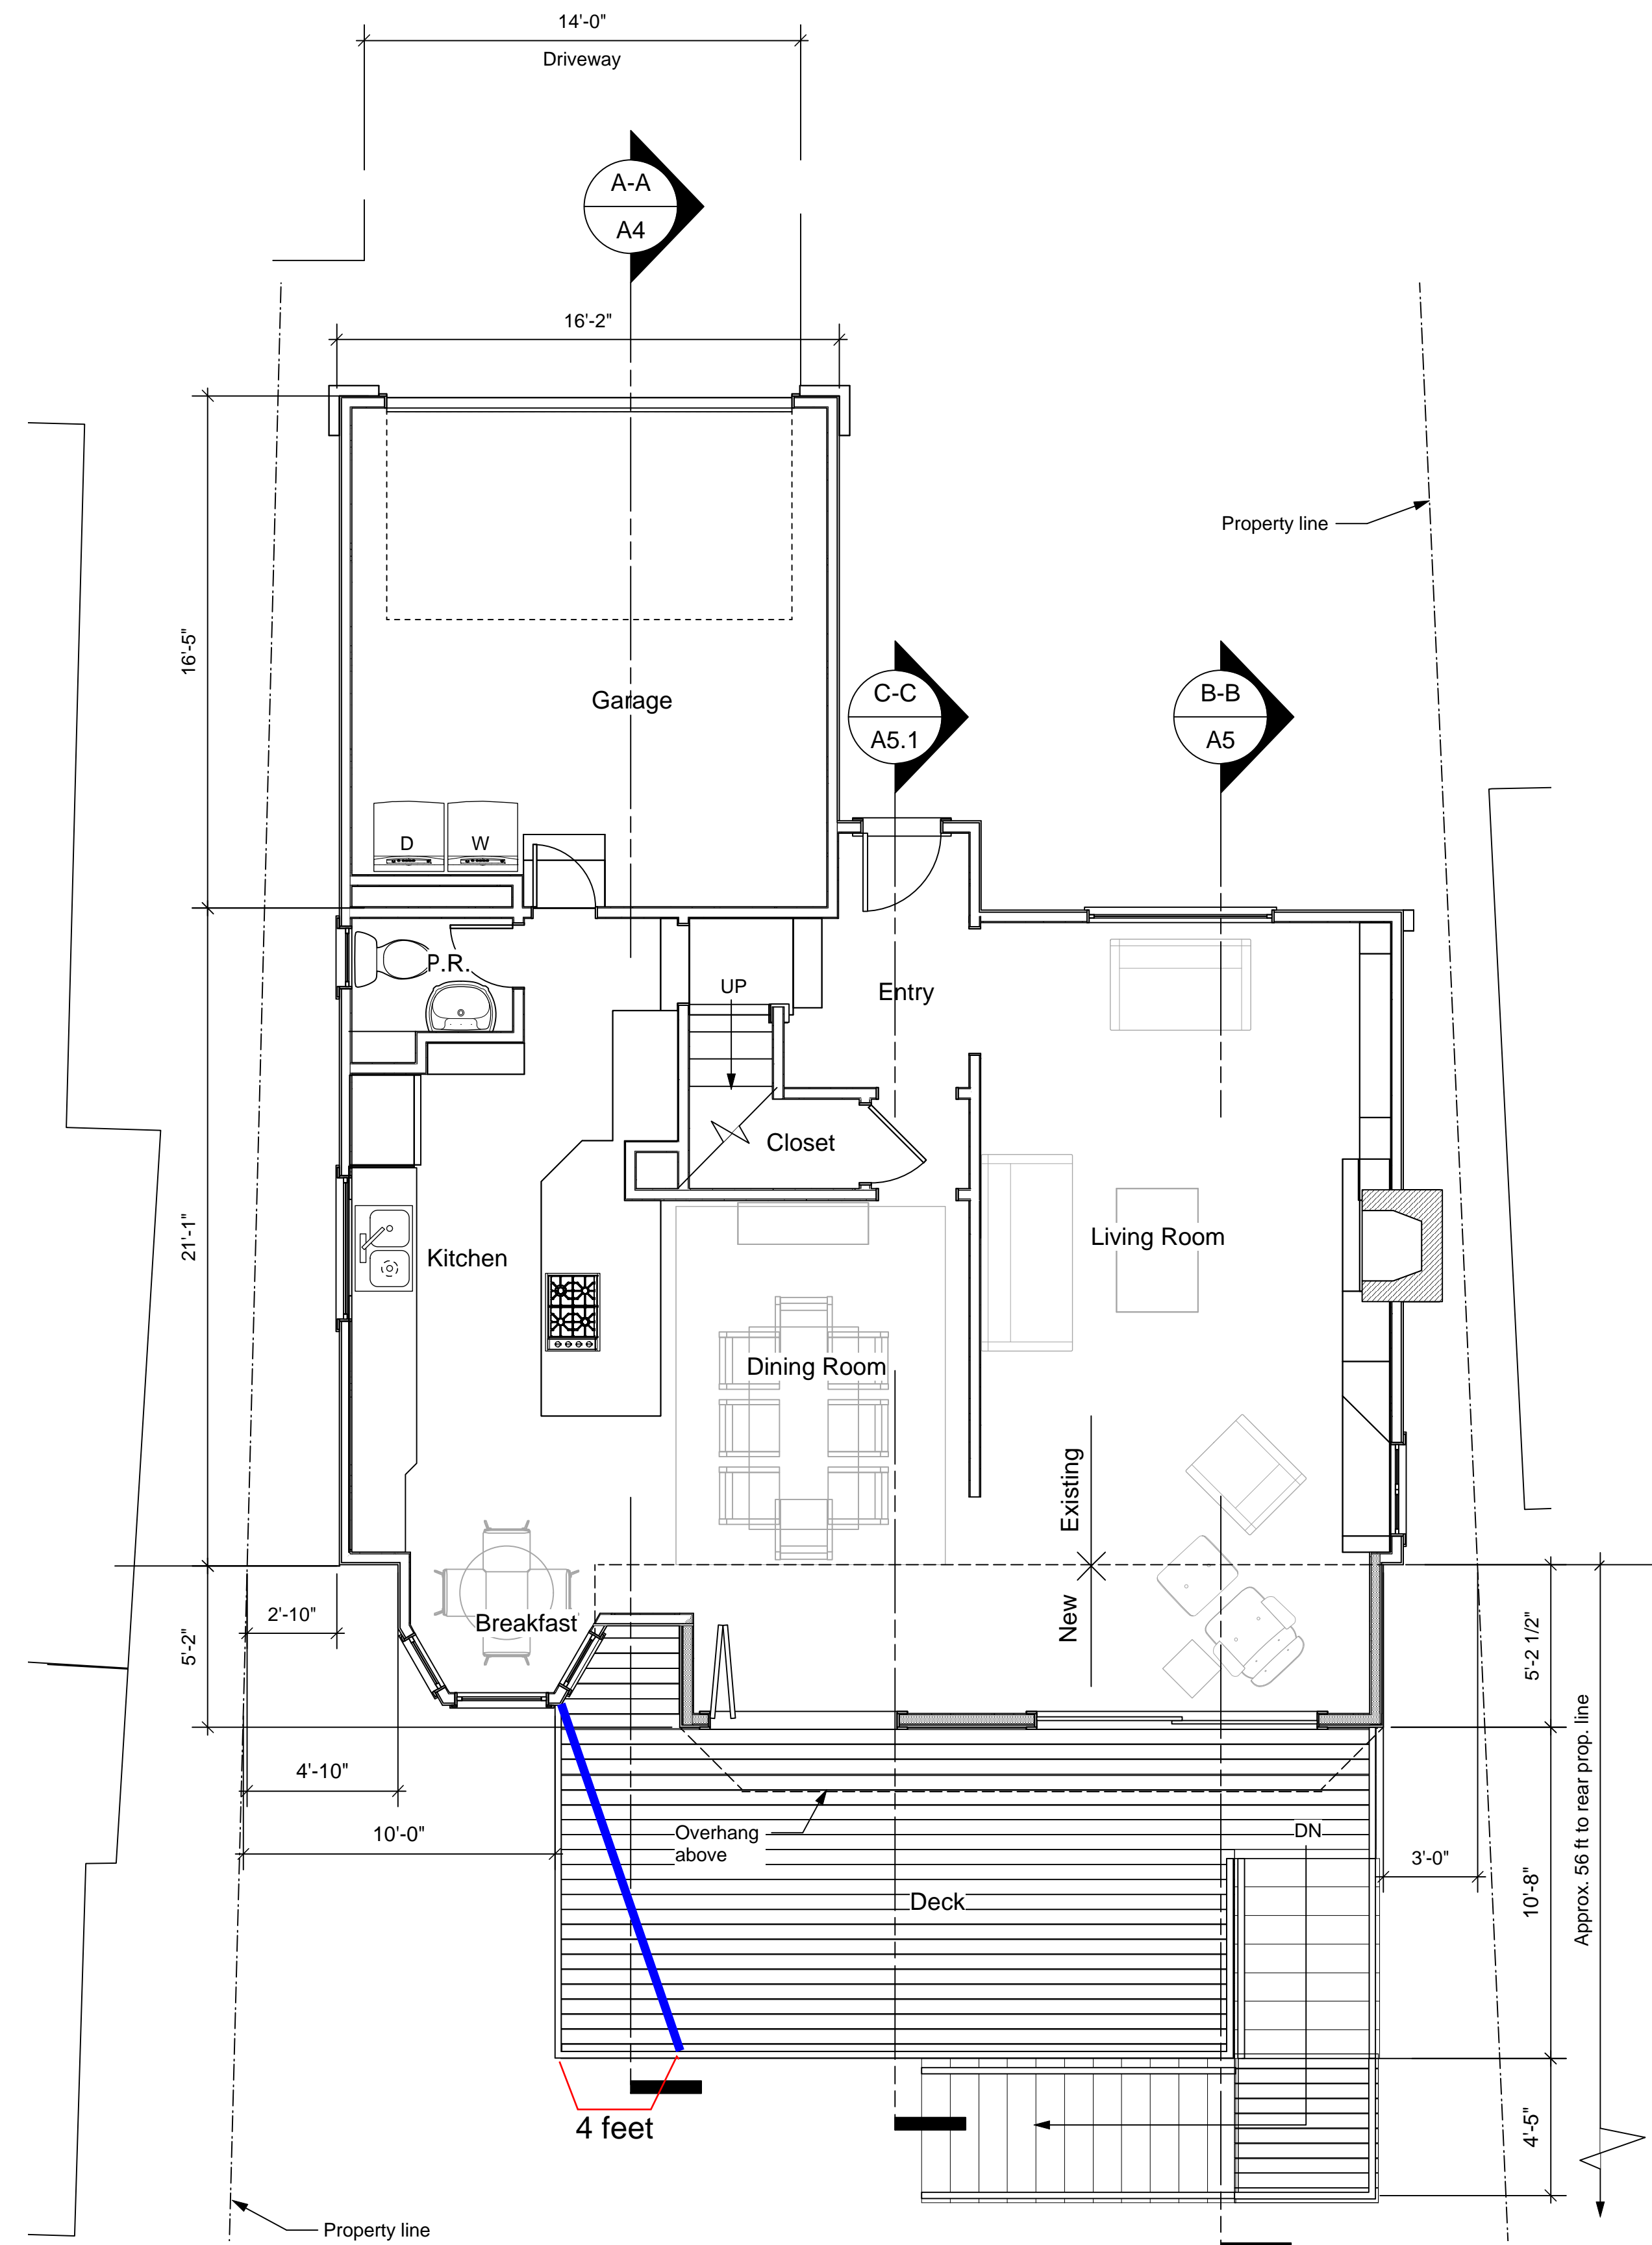 14'-0"
Driveway
A-A
A4
16'-2"
Property line
16'-5"
Garage
C-C
A5.1
B-B
A5
D
W
P.R.
UP
Entry
Closet
21'-1"
Kitchen
Living Room
Dining Room
Existing
New
Breakfast
2'-10"
5'-2"
5'-2 1/2"
4'-10"
10'-0"
Overhang
above
DN
3'-0"
Deck
10'-8"
Approx. 56 ft to rear prop. line
4 feet
4'-5"
Property line